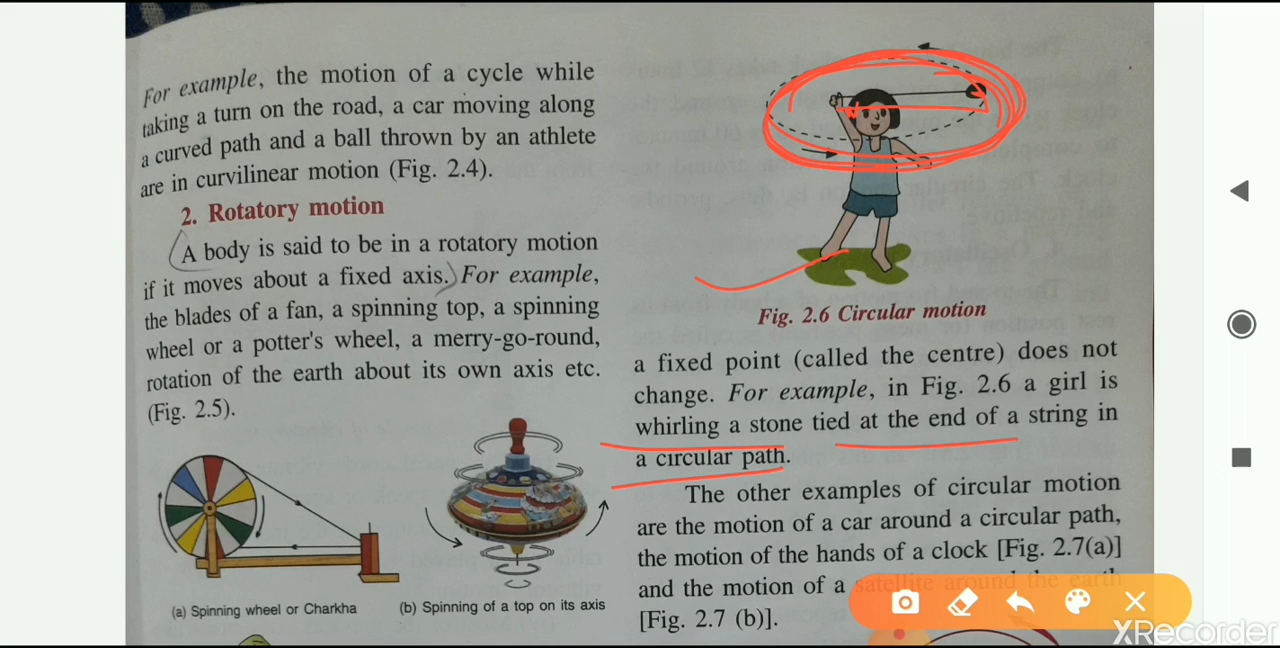 For example, the motion of a cycle while
taking a turn on the road, a car moving along
a curved path and a ball thrown by an athlete
are in curvilinear motion (Fig. 2.4).
2. Rotatory motion
A body is said to be in a rotatory motion
if it moves about a fixed axis. For example,
the blades of a fan, a spinning top, a spinning
wheel or a potter's wheel, a merry-go-round,
rotation of the earth about its own axis etc.
(Fig. 2.5).
(a) Spinning wheel or Charkha
(b) Spinning of a top on its axis
Fig. 2.6 Circular motion
a fixed point (called the centre) does not
change. For example, in Fig. 2.6 a girl is
whirling a stone tied at the end of a string in
a circular path.
The other examples of circular motion
are the motion of a car around a circular path,
the motion of the hands of a clock [Fig. 2.7(a)]
and the motion of a satellite around the earth
[Fig. 2.7 (b)].
XRecorder